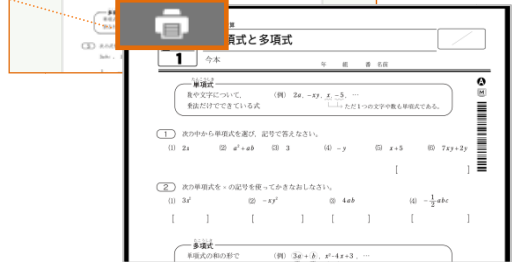 式と多項式
1
今本
年 組 番 名前
単項式
数や文字について、
乗法だけでできている式
(例) 2a, -xy, x, -5, …
ただ1つの文字や数も単項式である。
A
M
1 次の中から単項式を選び、記号で答えなさい。
(1) 2x (2) a²+ab (3) 3 (4) -y (5) x+5 (6) 7xy+2y
[ ]
2 次の単項式を×の記号を使ってかきなおしなさい。
(1) 3x² (2) -xy² (3) 4ab (4) -1/2 abc
[ ] [ ] [ ] [ ]
多項式
単項式の和の形で (例) 3a+b, x²-4x+3, …